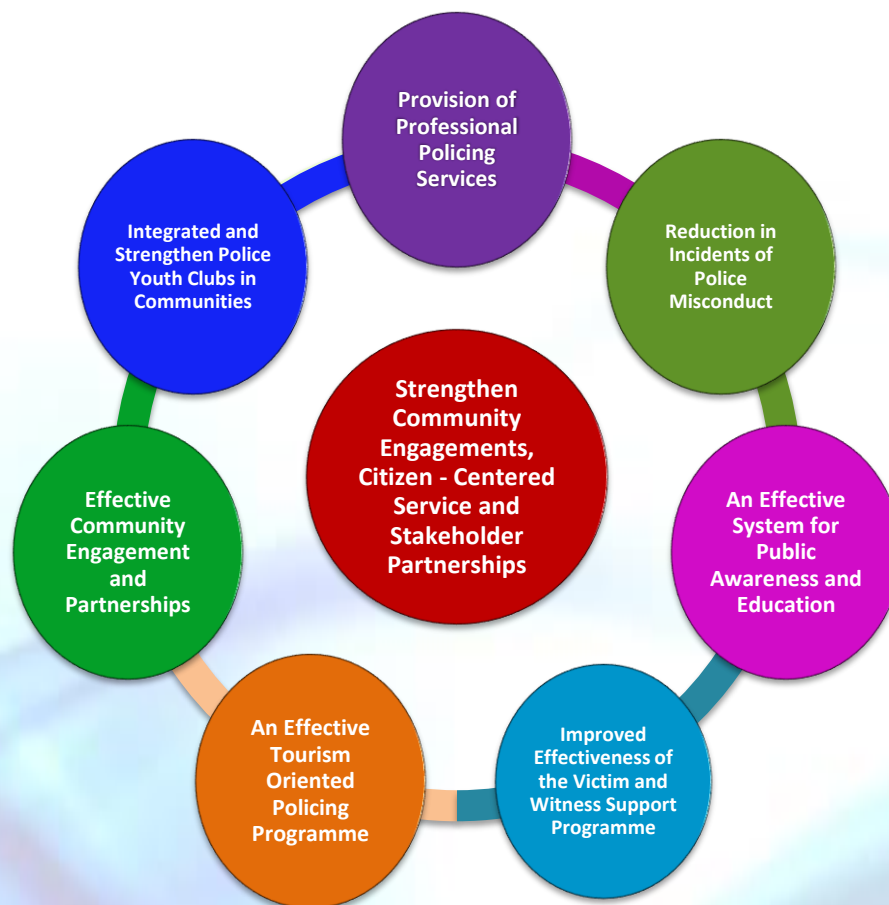 Provision of
Professional
Policing
Services
Reduction in
Incidents of
Police
Misconduct
An Effective
System for
Public
Awareness and
Education
Improved
Effectiveness of
the Victim and
Witness Support
Programme
An Effective
Tourism
Oriented
Policing
Programme
Effective
Community
Engagement
and
Partnerships
Integrated and
Strengthen Police
Youth Clubs in
Communities
Strengthen
Community
Engagements,
Citizen - Centered
Service and
Stakeholder
Partnerships